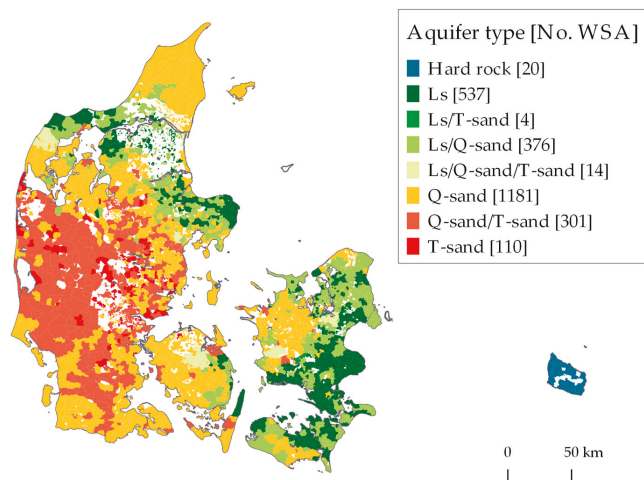 Aquifer type [No. WSA]
Hard rock [20]
Ls [537]
Ls/T-sand [4]
Ls/Q-sand [376]
Ls/Q-sand/T-sand [14]
Q-sand [1181]
Q-sand/T-sand [301]
T-sand [110]
0 50 km